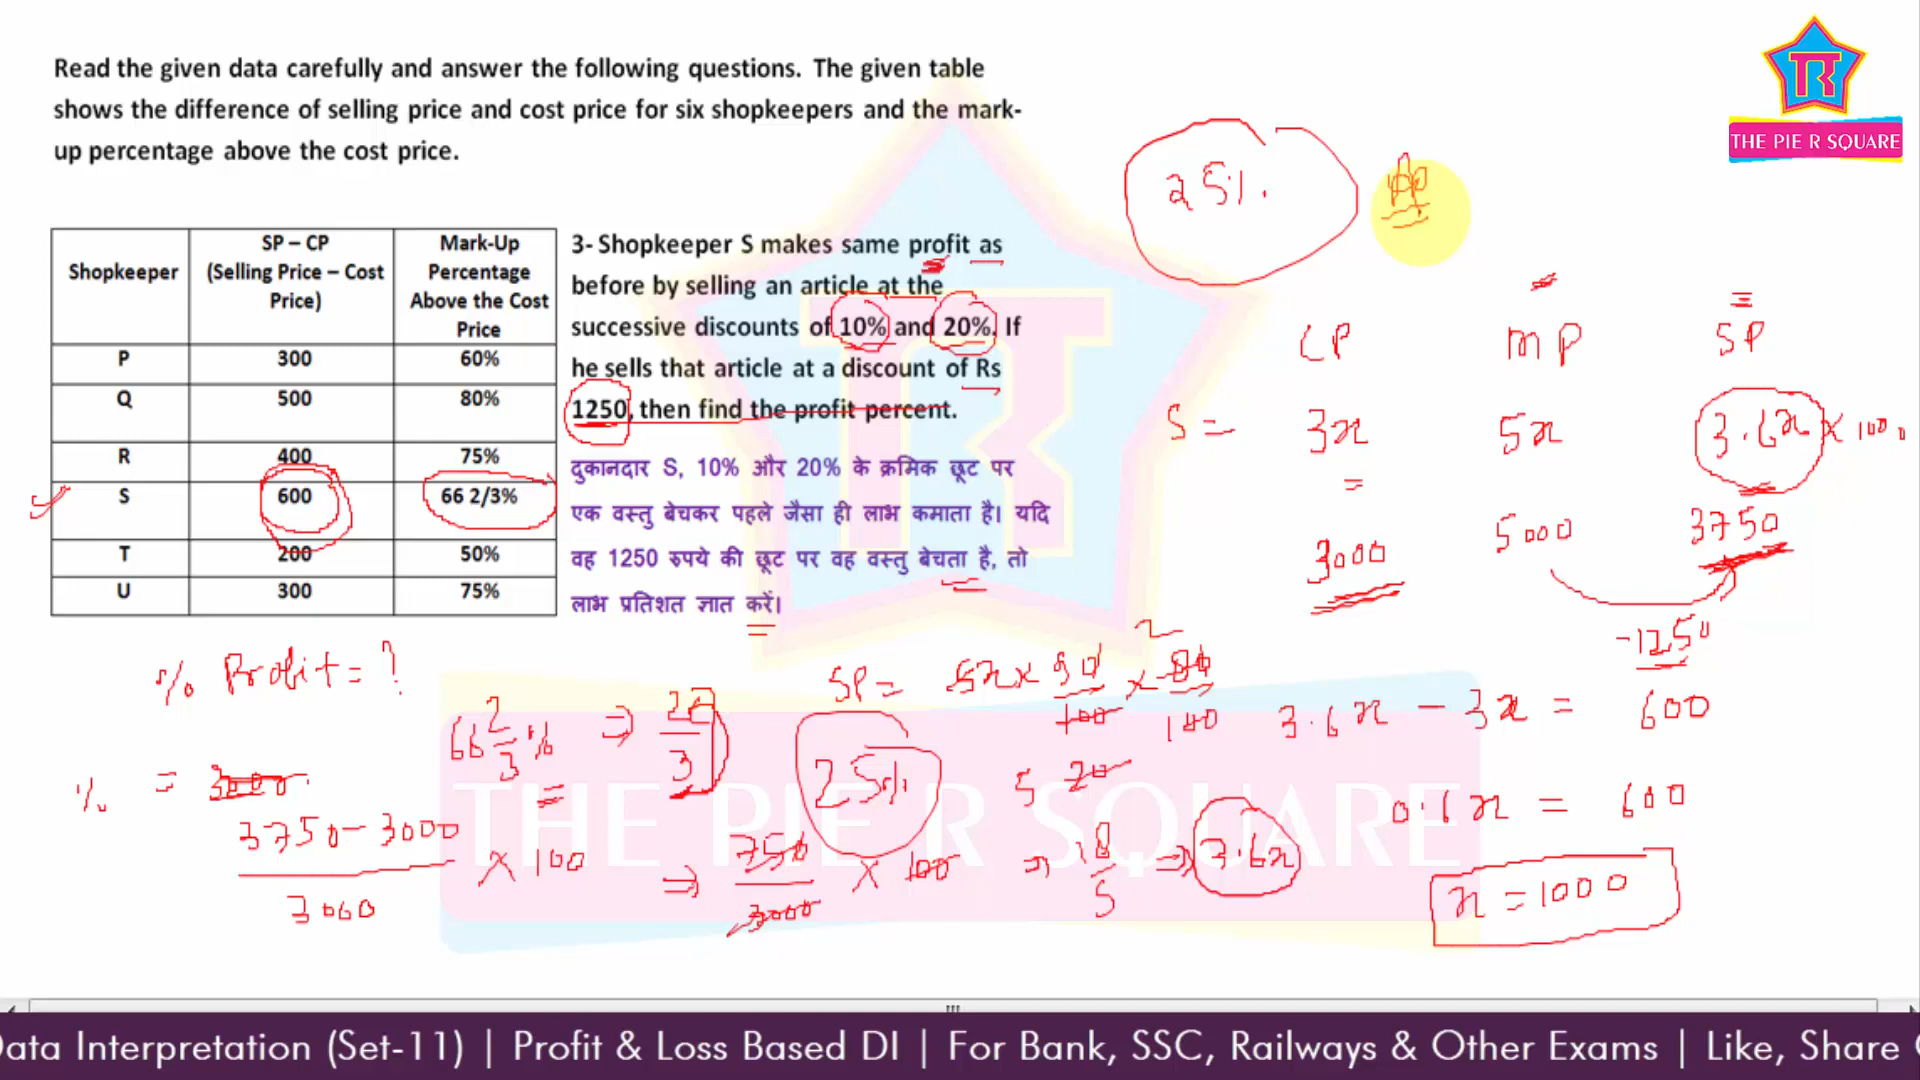 Read the given data carefully and answer the following questions. The given table
shows the difference of selling price and cost price for six shopkeepers and the mark-
up percentage above the cost price.
THE PIE R SQUARE
Shopkeeper
SP – CP
(Selling Price – Cost
Price)
Mark-Up
Percentage
Above the Cost
Price
P 300 60%
Q 500 80%
R 400 75%
S 600 66 2/3%
T 200 50%
U 300 75%
3- Shopkeeper S makes same profit as
before by selling an article at the
successive discounts of 10% and 20%. If
he sells that article at a discount of Rs
1250, then find the profit percent.
दुकानदार S, 10% और 20% के क्रमिक छूट पर
एक वस्तु बेचकर पहले जैसा ही लाभ कमाता है। यदि
वह 1250 रुपये की छूट पर वह वस्तु बेचता है, तो
लाभ प्रतिशत ज्ञात करें।
25%.
CP MP SP
S = 3x 5x 3.6x × 1000
3000 5000 3750
-1250
% Profit = ?
66 2/3 % ⇒
SP = 5x × 90/100 × 80/100
3.6x - 3x = 600
25%
5 20
0.6x = 600
% = 3000
3750 - 3000 / 3000 × 100 ⇒ 750/3000 × 100
⇒ 18/5 ⇒ 3.6x
x = 1000
THE PIE R SQUARE
Data Interpretation (Set-11) | Profit & Loss Based DI | For Bank, SSC, Railways & Other Exams | Like, Share